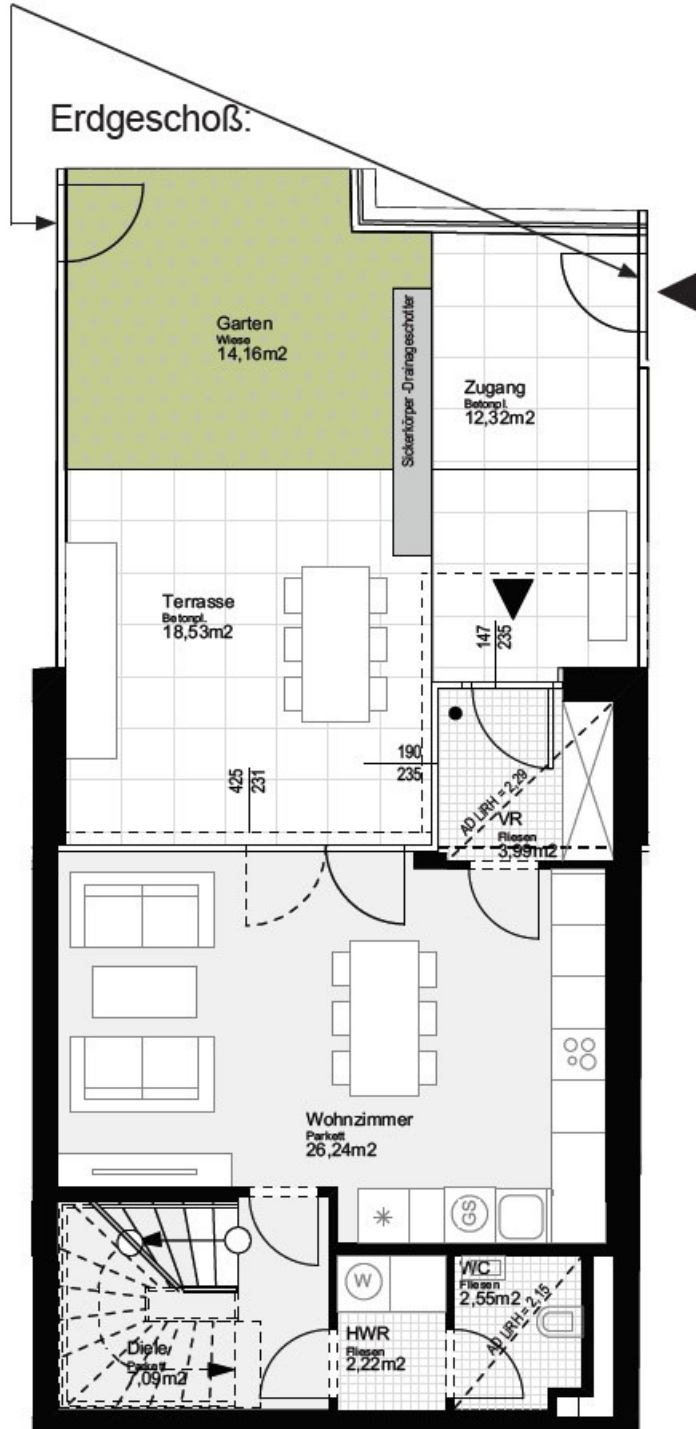 Erdgeschoß:
Garten
Wiese
14,16m2
Sickerkörper -Drainageschotter
Zugang
Betonpl.
12,32m2
Terrasse
Betonpl.
18,53m2
147
235
190
235
425
231
AD URH = 2,29
VR
Fliesen
3,99m2
Wohnzimmer
Parkett
26,24m2
GS
W
WC
Fliesen
2,55m2
AD URH = 2,15
HWR
Fliesen
2,22m2
Diele
Parkett
7,09m2